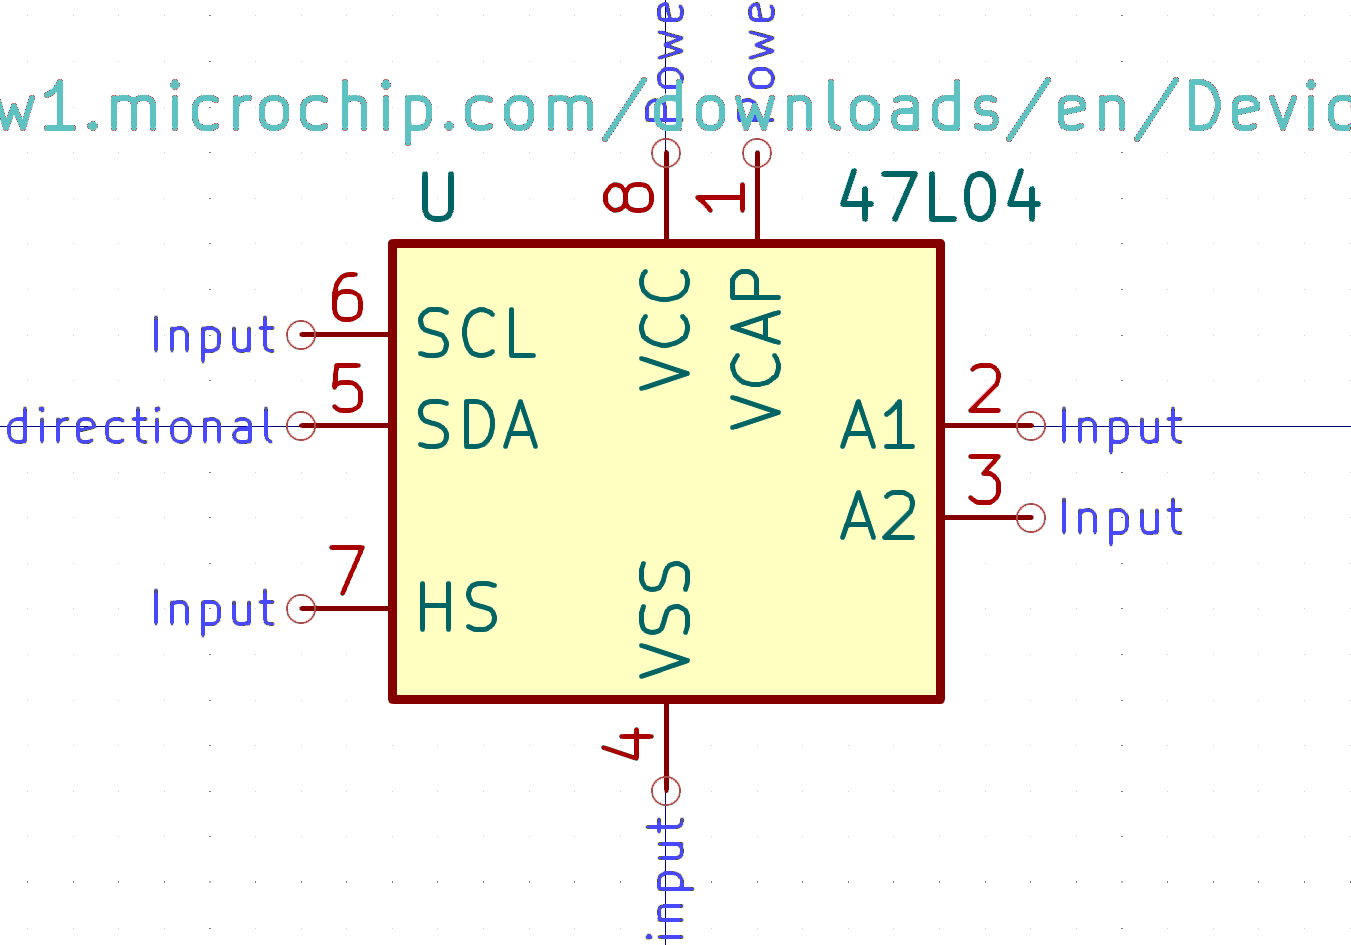 Powe
Powe
w1.microchip.com/downloads/en/Devic
U
8
1
47L04
6
Input
SCL
VCC
VCAP
5
directional
SDA
2
A1
Input
3
A2
Input
7
Input
HS
VSS
4
input